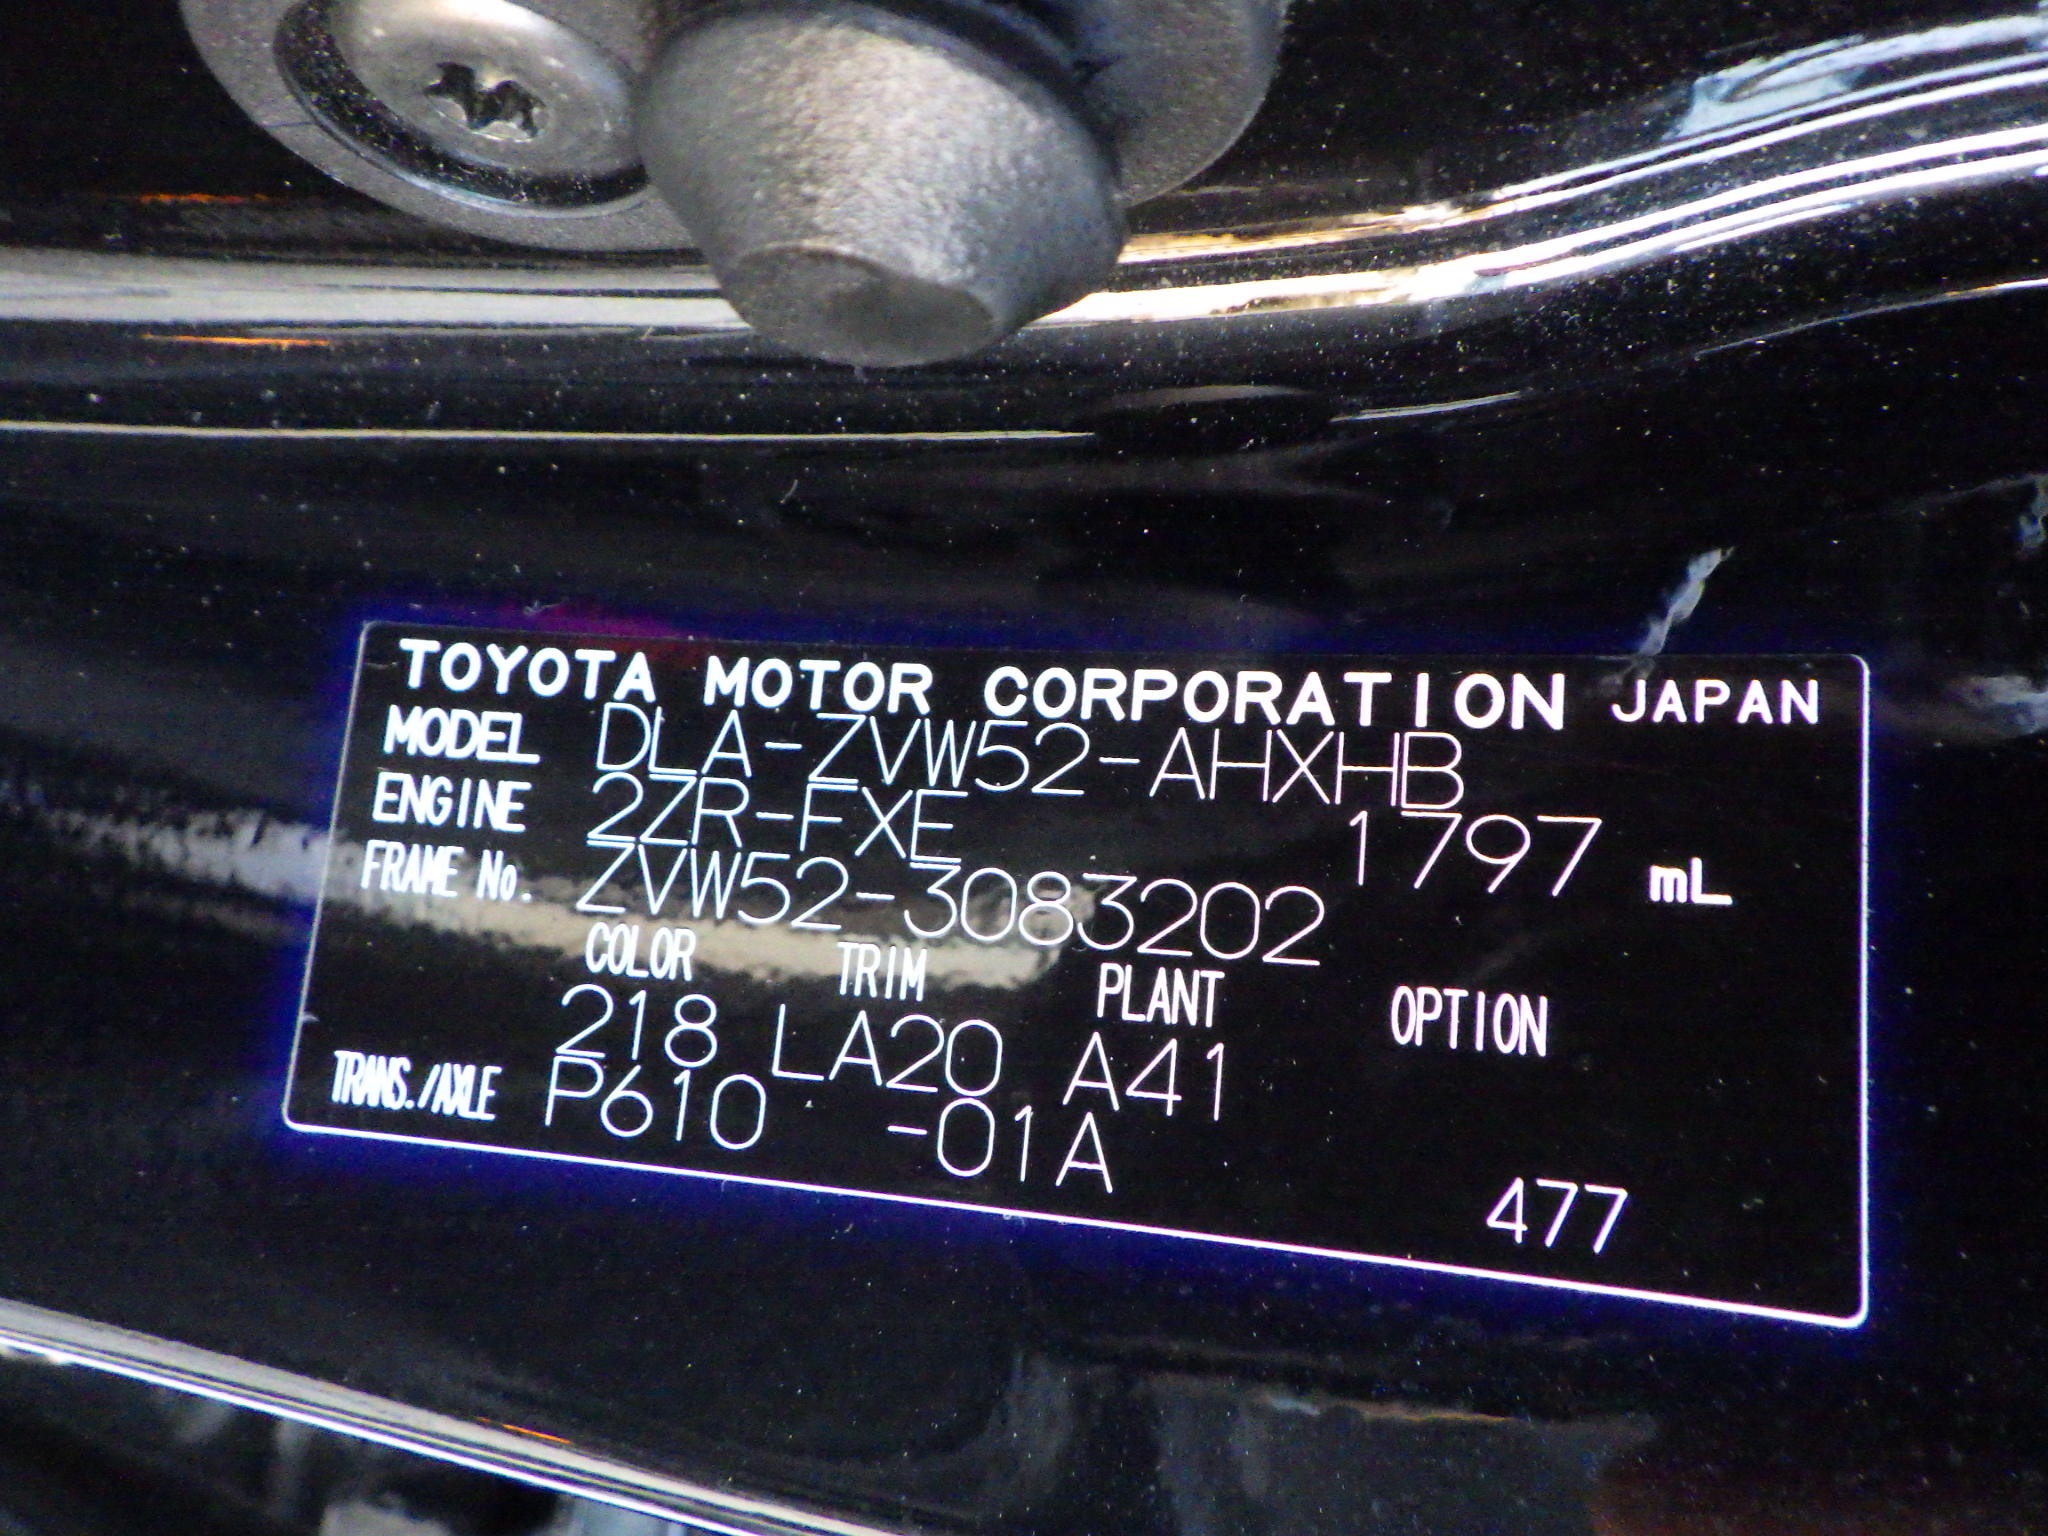 TOYOTA MOTOR CORPORATION JAPAN
MODEL DLA-ZVW52-AHXHB
ENGINE 2ZR-FXE 1797 mL
FRAME No. ZVW52-3083202
COLOR TRIM PLANT OPTION
218 LA20 A41
TRANS./AXLE P610 -01A
477